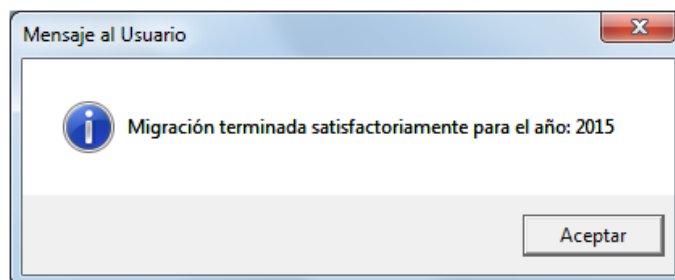 Mensaje al Usuario
Migración terminada satisfactoriamente para el año: 2015
Aceptar